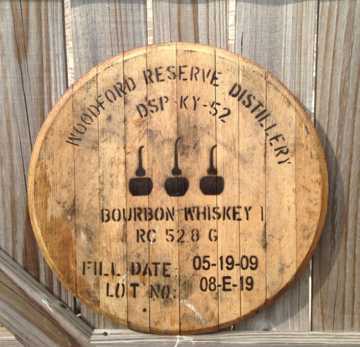 WOODFORD RESERVE DISTILLERY
DSP-KY-52
BOURBON WHISKEY 1
RC 528 G
FILL DATE: 05-19-09
LOT NO: 08-E-19